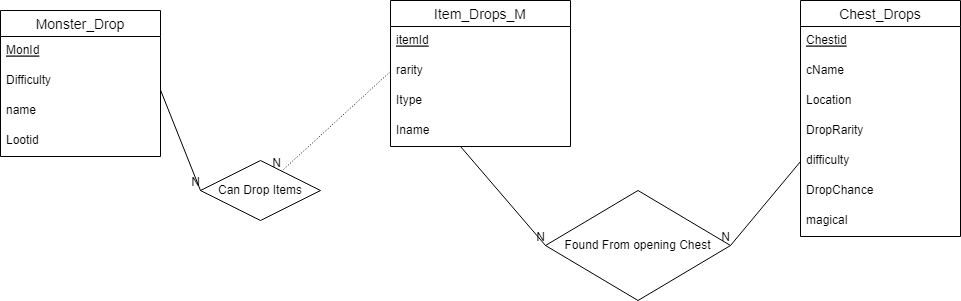 Monster_Drop
MonId
Difficulty
name
Lootid
Item_Drops_M
itemId
rarity
Itype
Iname
Chest_Drops
Chestid
cName
Location
DropRarity
difficulty
DropChance
magical
N
N
Can Drop Items
N
N
Found From opening Chest